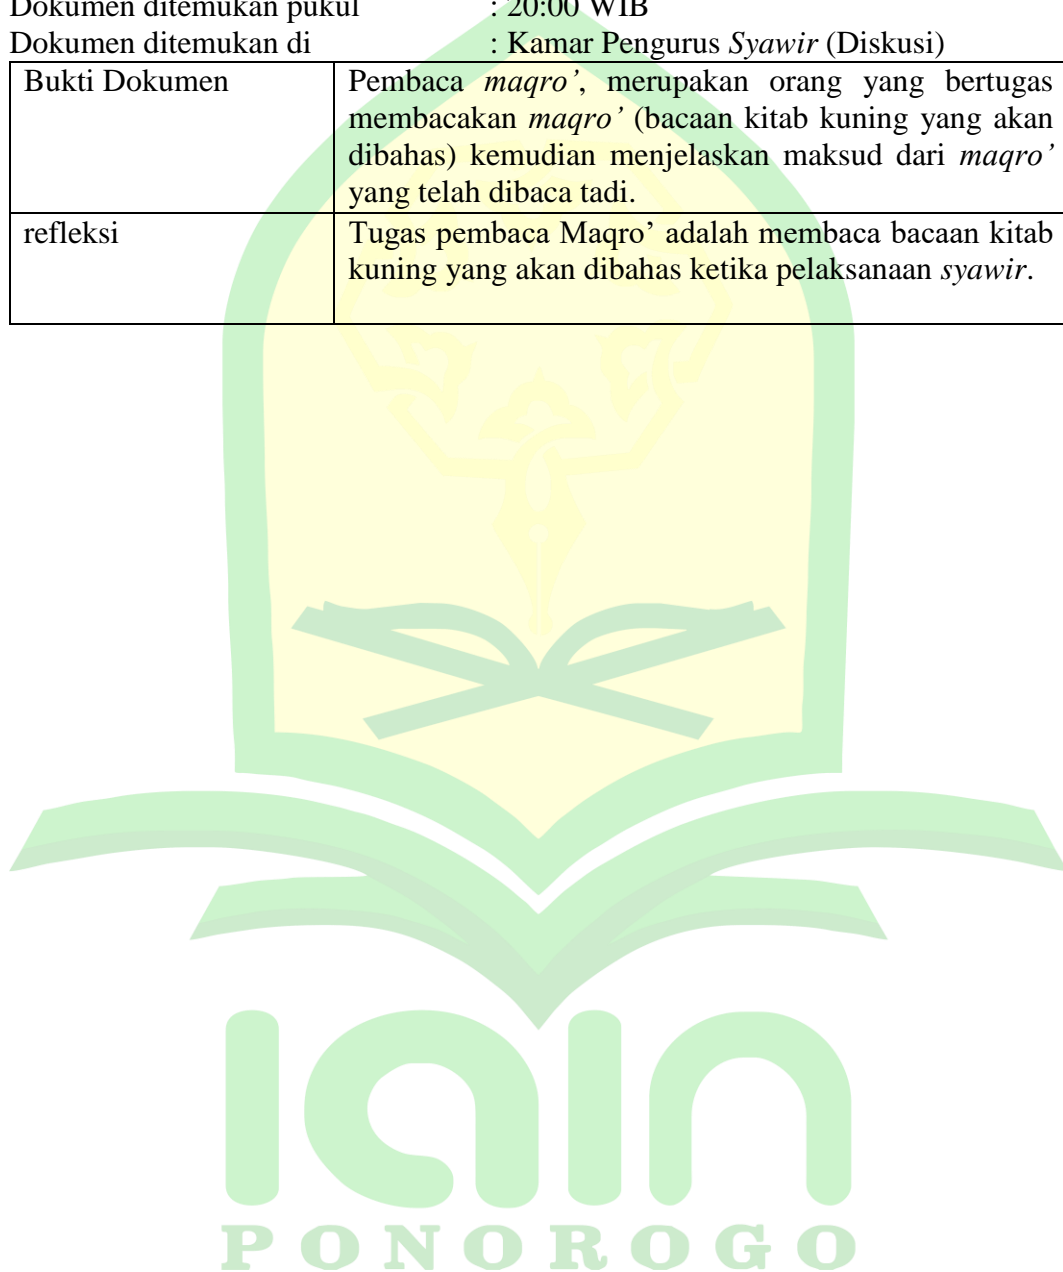 Dokumen ditemukan pukul : 20:00 WIB
Dokumen ditemukan di : Kamar Pengurus Syawir (Diskusi)
Bukti Dokumen Pembaca maqro’, merupakan orang yang bertugas
membacakan maqro’ (bacaan kitab kuning yang akan
dibahas) kemudian menjelaskan maksud dari maqro’
yang telah dibaca tadi.
refleksi Tugas pembaca Maqro’ adalah membaca bacaan kitab
kuning yang akan dibahas ketika pelaksanaan syawir.
iain
PONOROGO